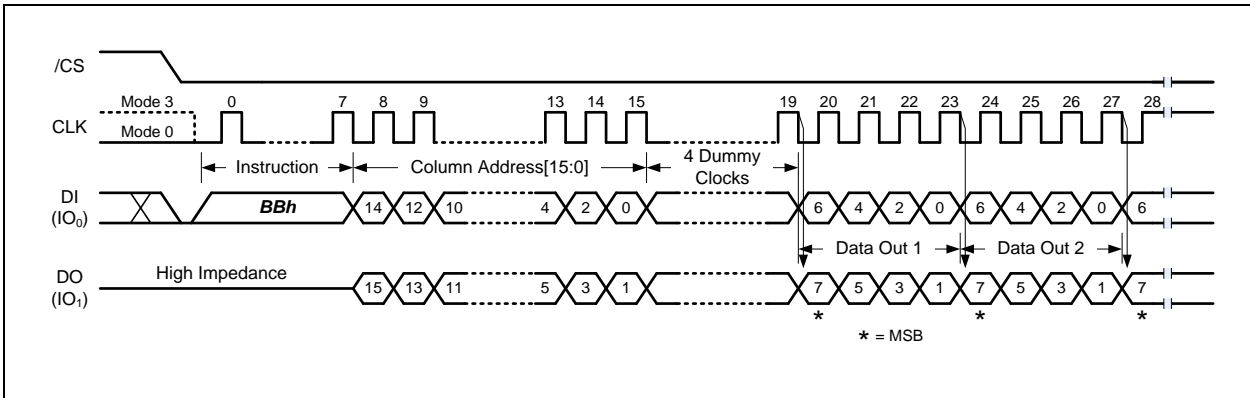 /CS
Mode 3 0 7 8 9 13 14 15 19 20 21 22 23 24 25 26 27 28
CLK
Mode 0
Instruction Column Address[15:0] 4 Dummy
Clocks
DI
(IO0)
BBh 14 12 10 4 2 0 6 4 2 0 6 4 2 0 6
Data Out 1 Data Out 2
DO
(IO1)
High Impedance 15 13 11 5 3 1 7 5 3 1 7 5 3 1 7
* * *
* = MSB